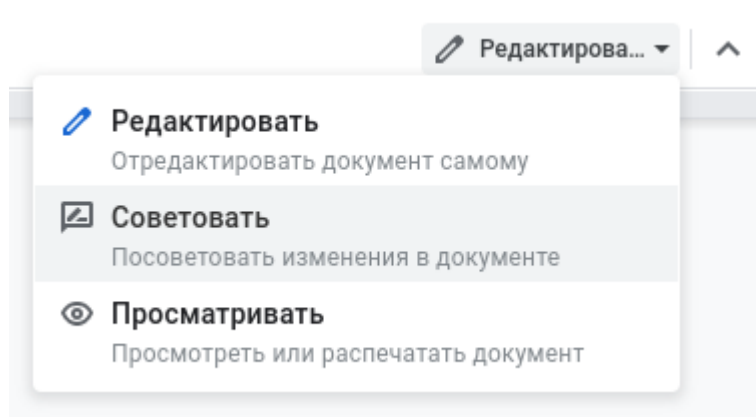 Редактирова...
Редактировать
Отредактировать документ самому
Советовать
Посоветовать изменения в документе
Просматривать
Просмотреть или распечатать документ